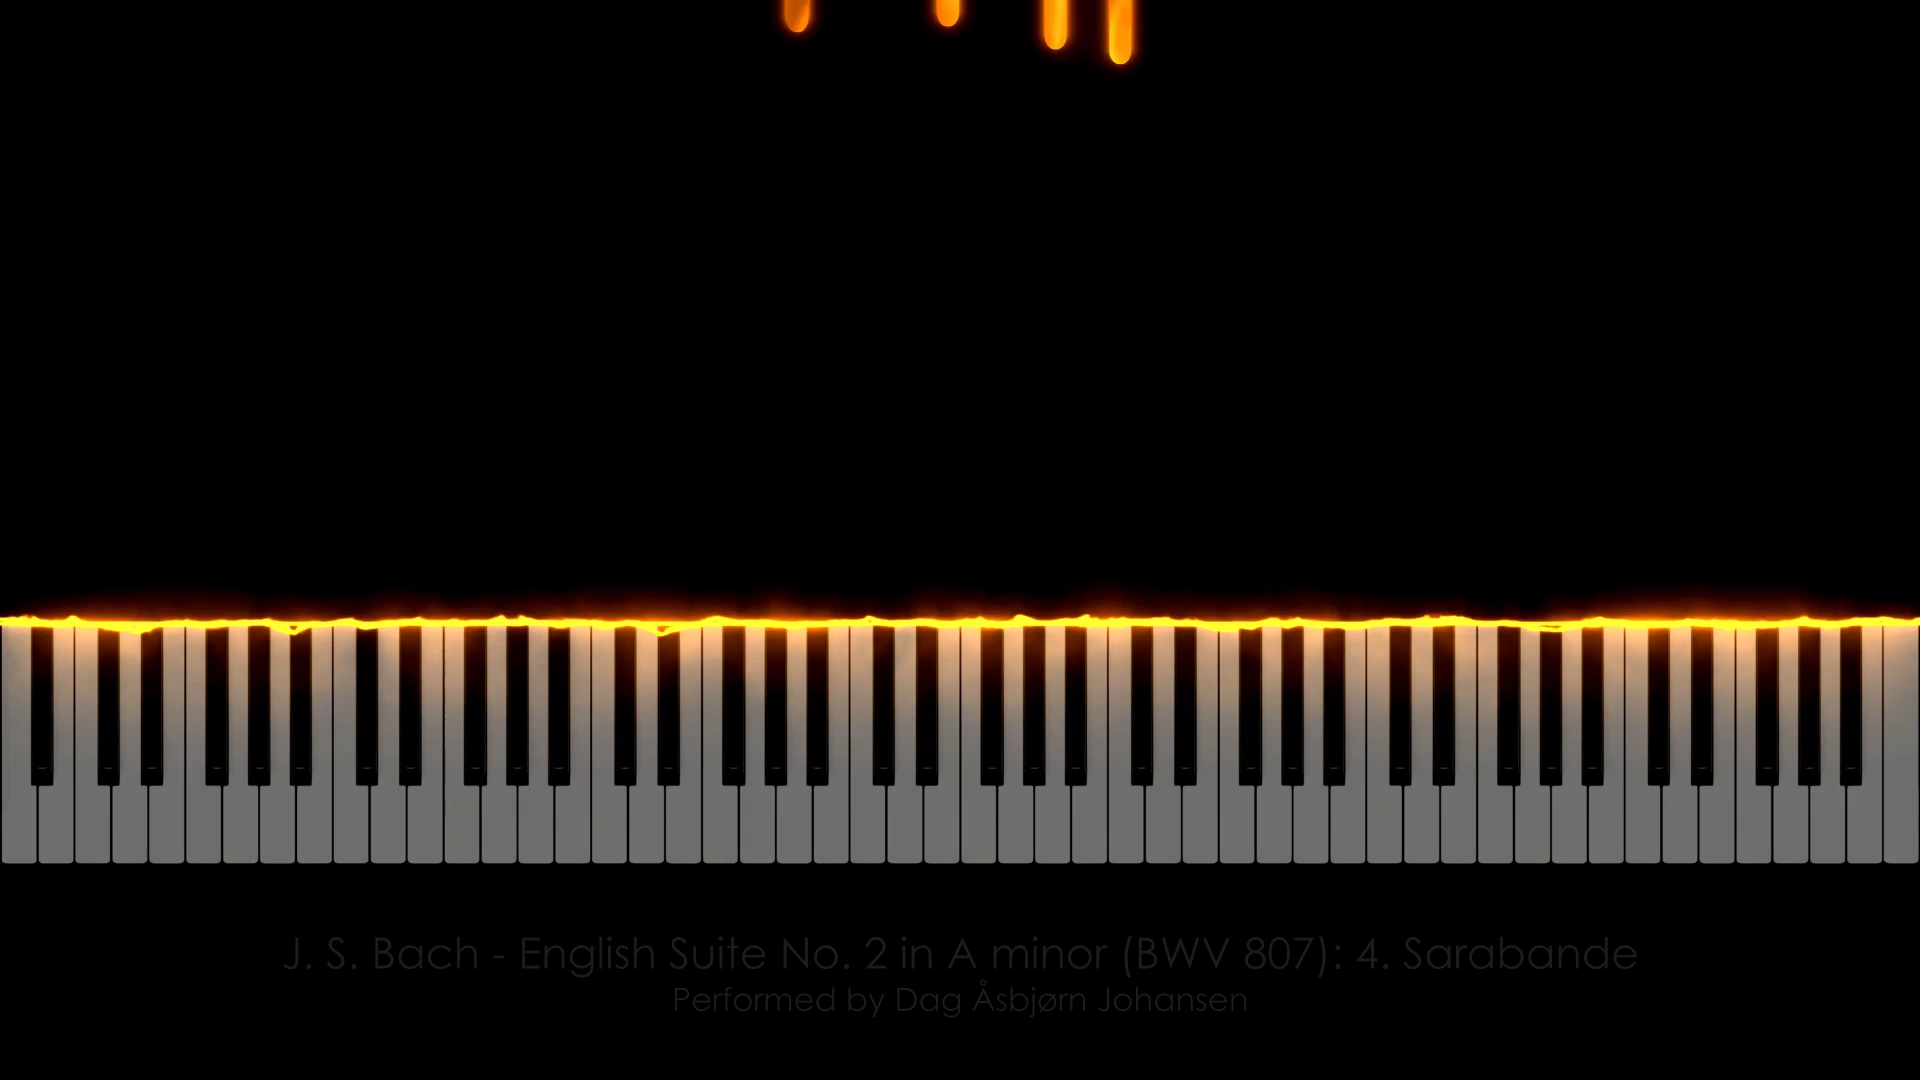 J. S. Bach - English Suite No. 2 in A minor (BWV 807): 4. Sarabande
Performed by Dag Åsbjørn Johansen